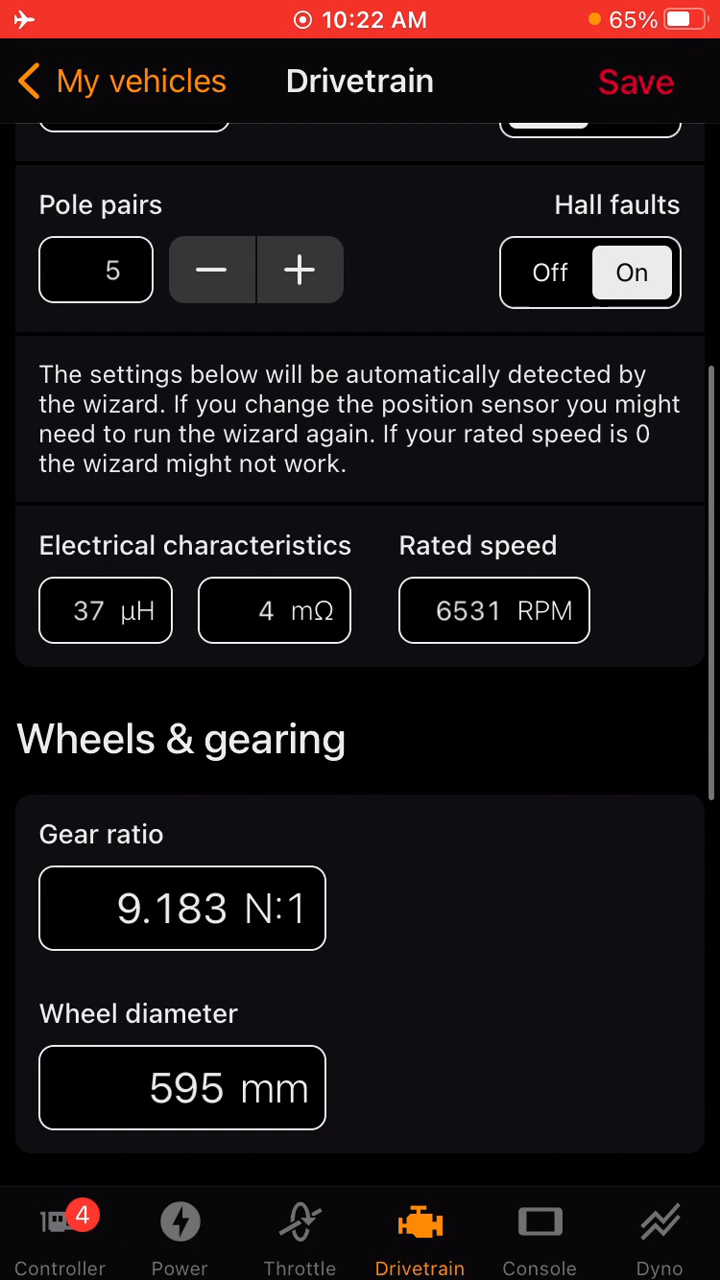 10:22 AM
65%
My vehicles
Drivetrain
Save
Pole pairs
Hall faults
5
Off
On
The settings below will be automatically detected by
the wizard. If you change the position sensor you might
need to run the wizard again. If your rated speed is 0
the wizard might not work.
Electrical characteristics
Rated speed
37 μH
4 mΩ
6531 RPM
Wheels & gearing
Gear ratio
9.183 N:1
Wheel diameter
595 mm
4
Controller
Power
Throttle
Drivetrain
Console
Dyno